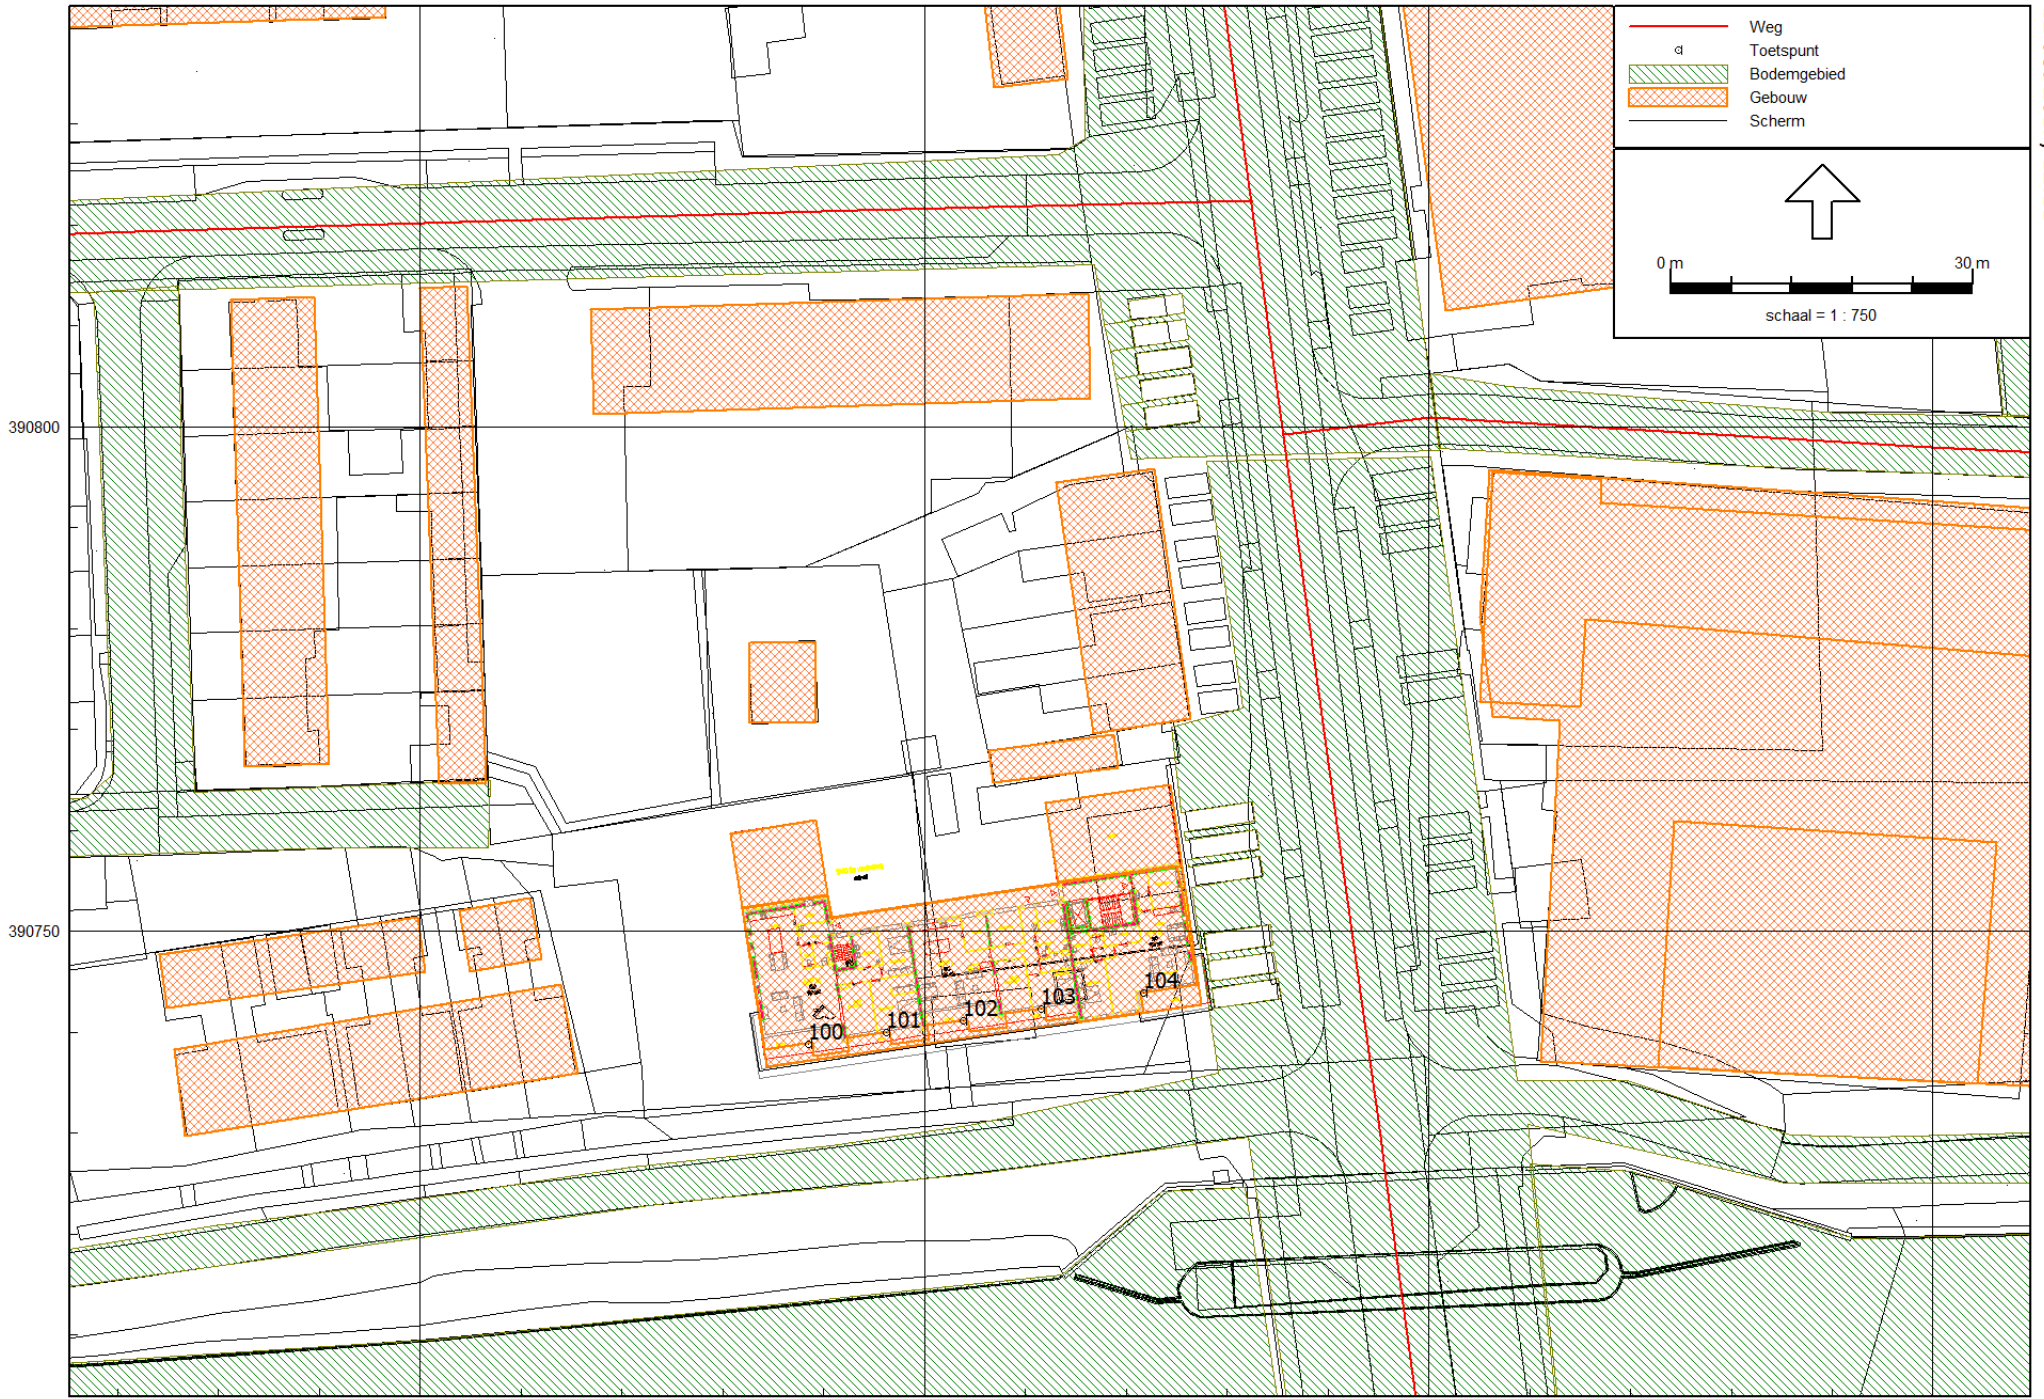 Weg
Toetspunt
Bodemgebied
Gebouw
Scherm
0 m 30 m
schaal = 1 : 750
390800
390750
100
101
102
103
104